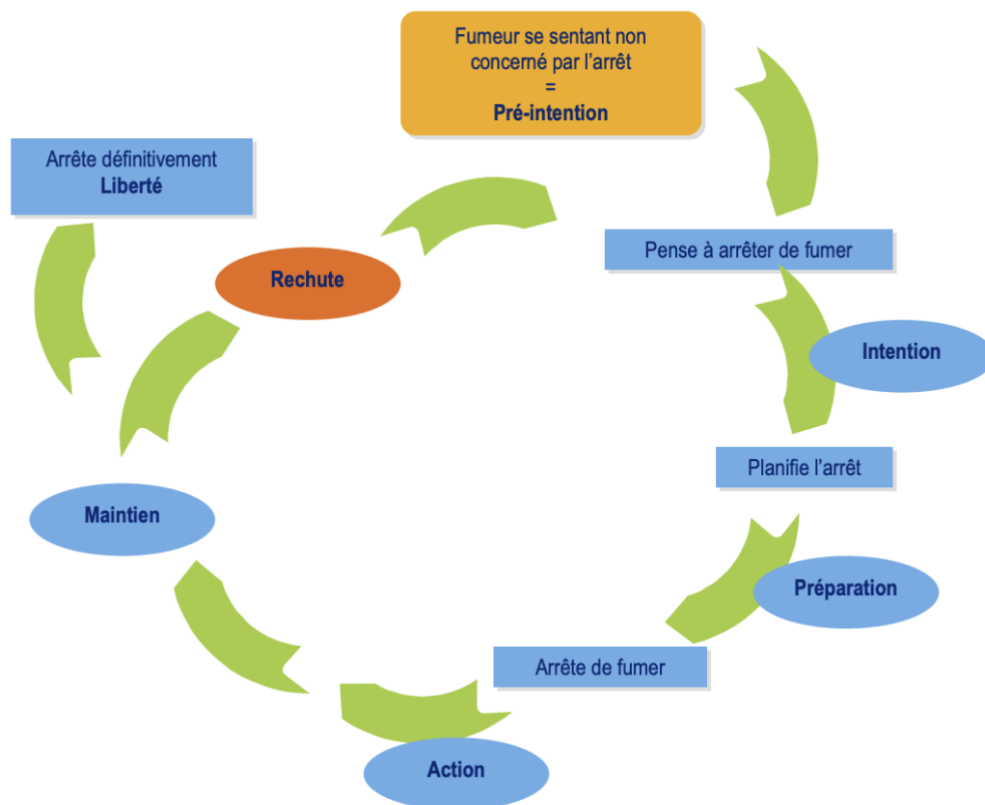 Fumeur se sentant non
concerné par l’arrêt
=
Pré-intention
Arrête définitivement
Liberté
Pense à arrêter de fumer
Rechute
Intention
Planifie l’arrêt
Maintien
Préparation
Arrête de fumer
Action